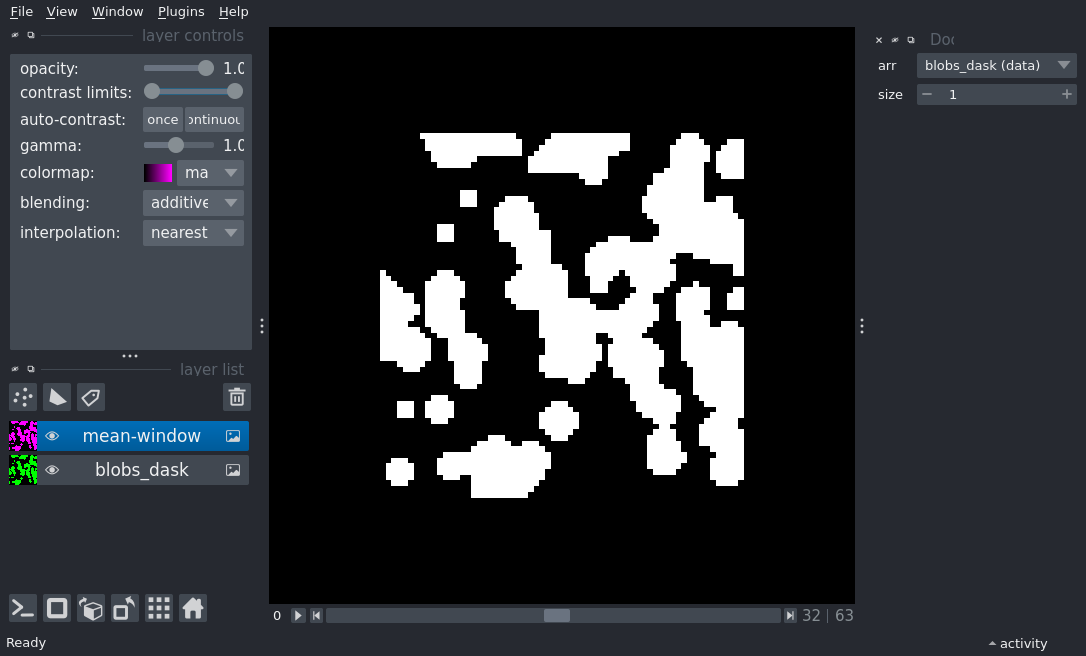 File View Window Plugins Help
layer controls
opacity: 1.0
contrast limits:
auto-contrast: once ontinuou
gamma: 1.0
colormap: ma
blending: additive
interpolation: nearest
layer list
mean-window
blobs_dask
0 32 | 63
Ready
Doc
arr blobs_dask (data)
size 1
activity